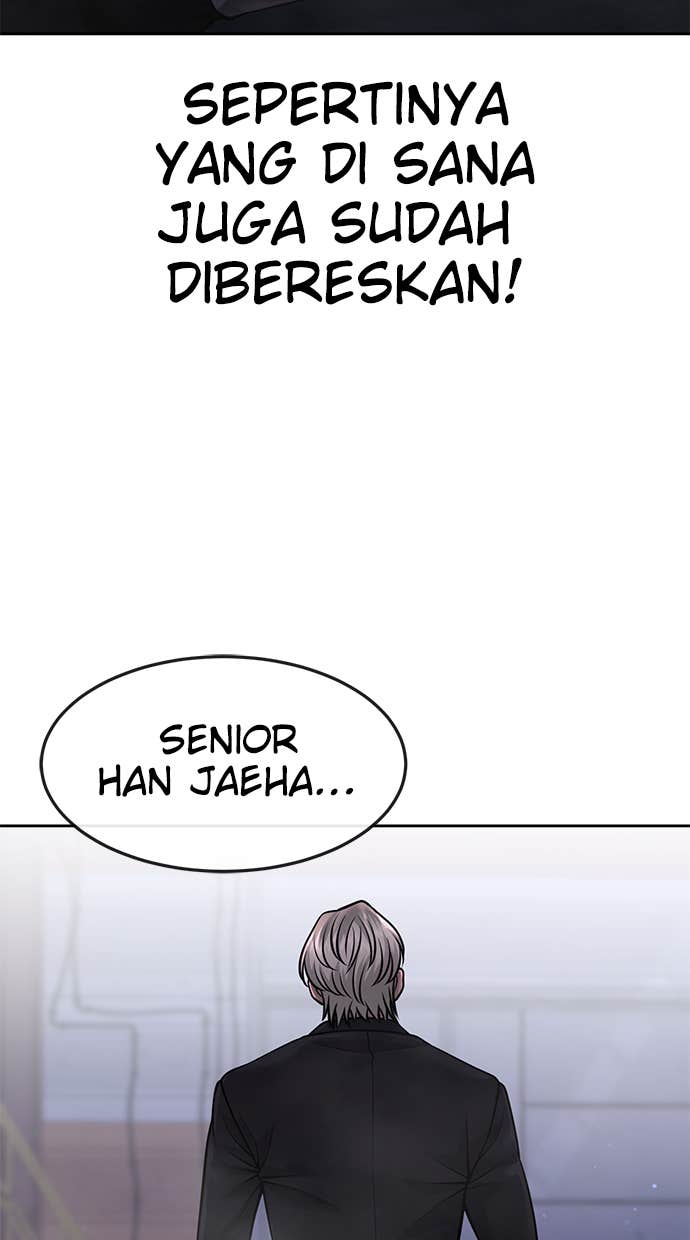 SEPERTINYA
YANG DI SANA
JUGA SUDAH
DIBERESKAN!
SENIOR
HAN JAEHA...